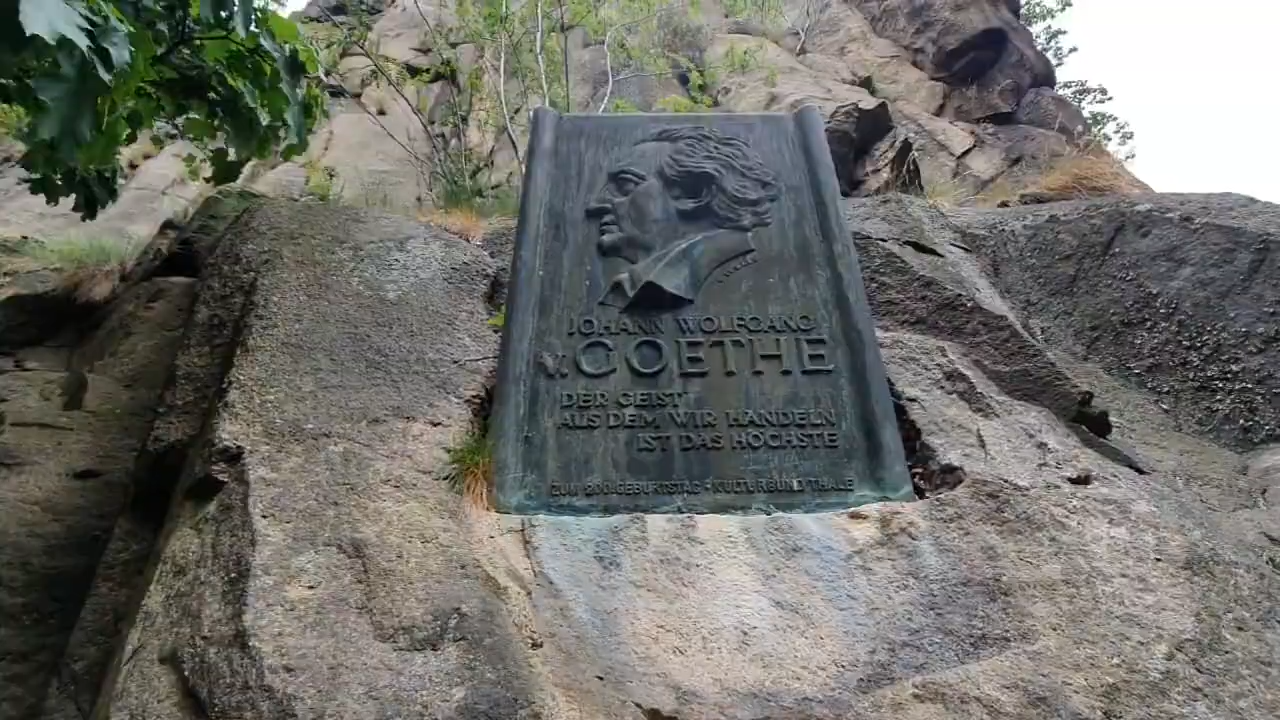 JOHANN WOLFGANG
V. GOETHE
DER GEIST
AUS DEM WIR HANDELN
IST DAS HÖCHSTE
ZUM 200. GEBURTSTAG · KULTURBUND THALE